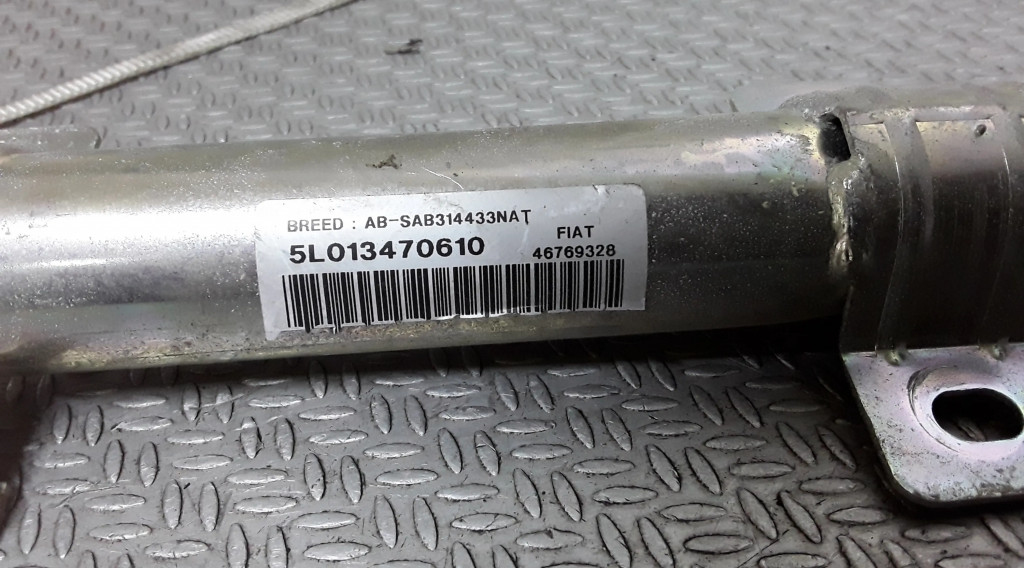 BREED : AB-SAB314433NAT
FIAT
5L013470610
46769328